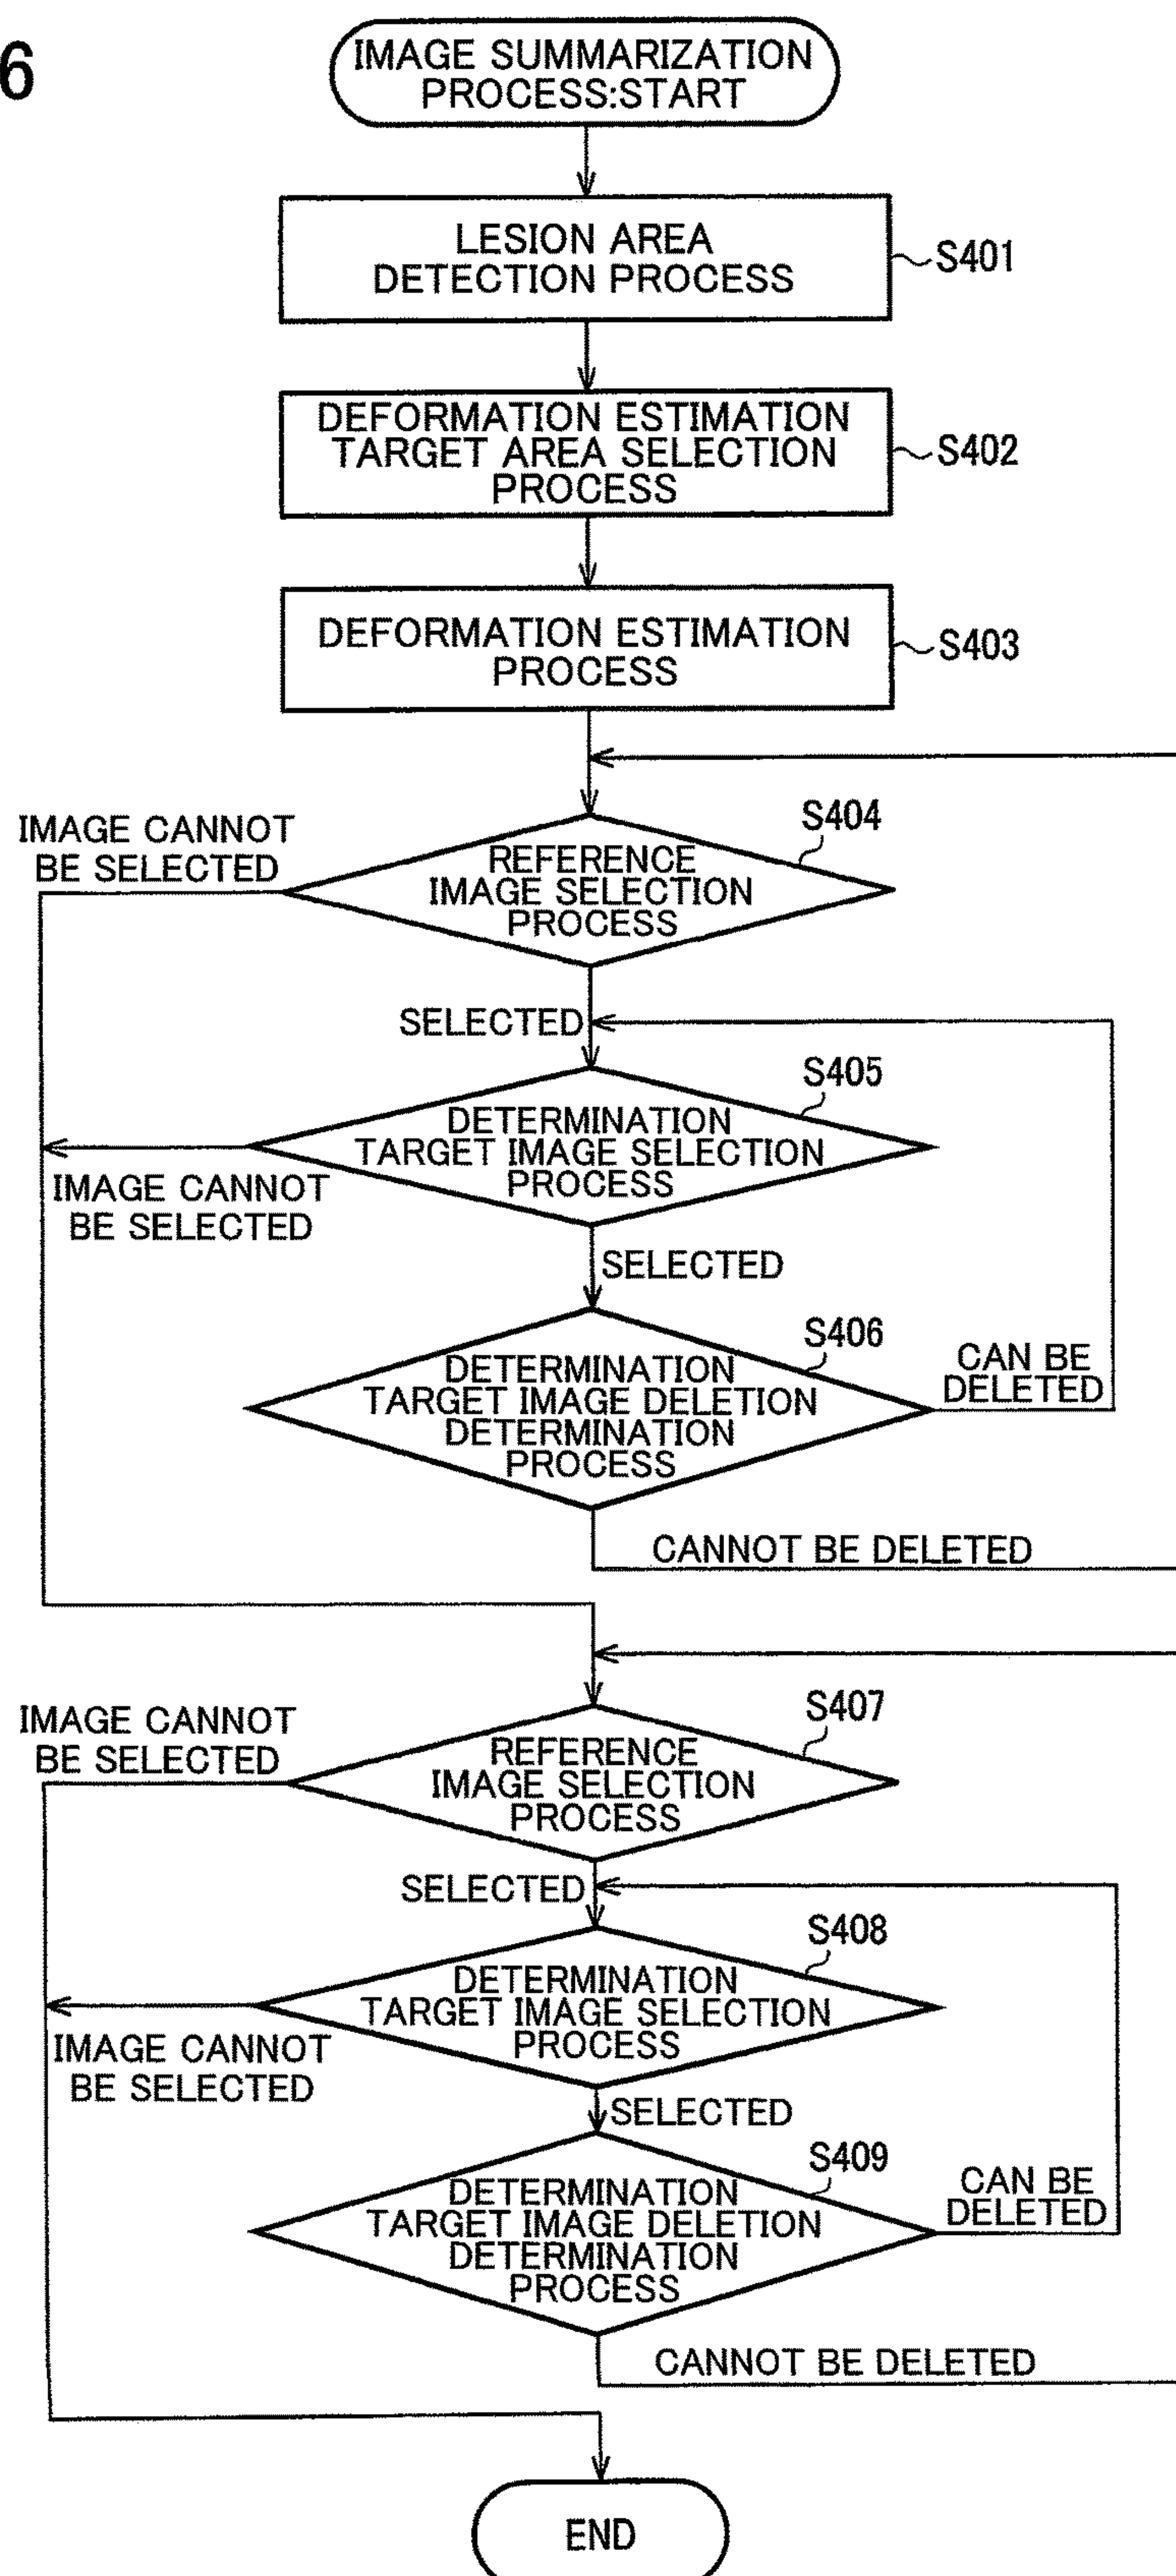 6
IMAGE SUMMARIZATION
PROCESS:START
LESION AREA
DETECTION PROCESS
S401
DEFORMATION ESTIMATION
TARGET AREA SELECTION
PROCESS
S402
DEFORMATION ESTIMATION
PROCESS
S403
IMAGE CANNOT
BE SELECTED
S404
REFERENCE
IMAGE SELECTION
PROCESS
SELECTED
S405
DETERMINATION
TARGET IMAGE SELECTION
PROCESS
IMAGE CANNOT
BE SELECTED
SELECTED
S406
DETERMINATION
TARGET IMAGE DELETION
DETERMINATION
PROCESS
CAN BE
DELETED
CANNOT BE DELETED
IMAGE CANNOT
BE SELECTED
S407
REFERENCE
IMAGE SELECTION
PROCESS
SELECTED
S408
DETERMINATION
TARGET IMAGE SELECTION
PROCESS
IMAGE CANNOT
BE SELECTED
SELECTED
S409
DETERMINATION
TARGET IMAGE DELETION
DETERMINATION
PROCESS
CAN BE
DELETED
CANNOT BE DELETED
END